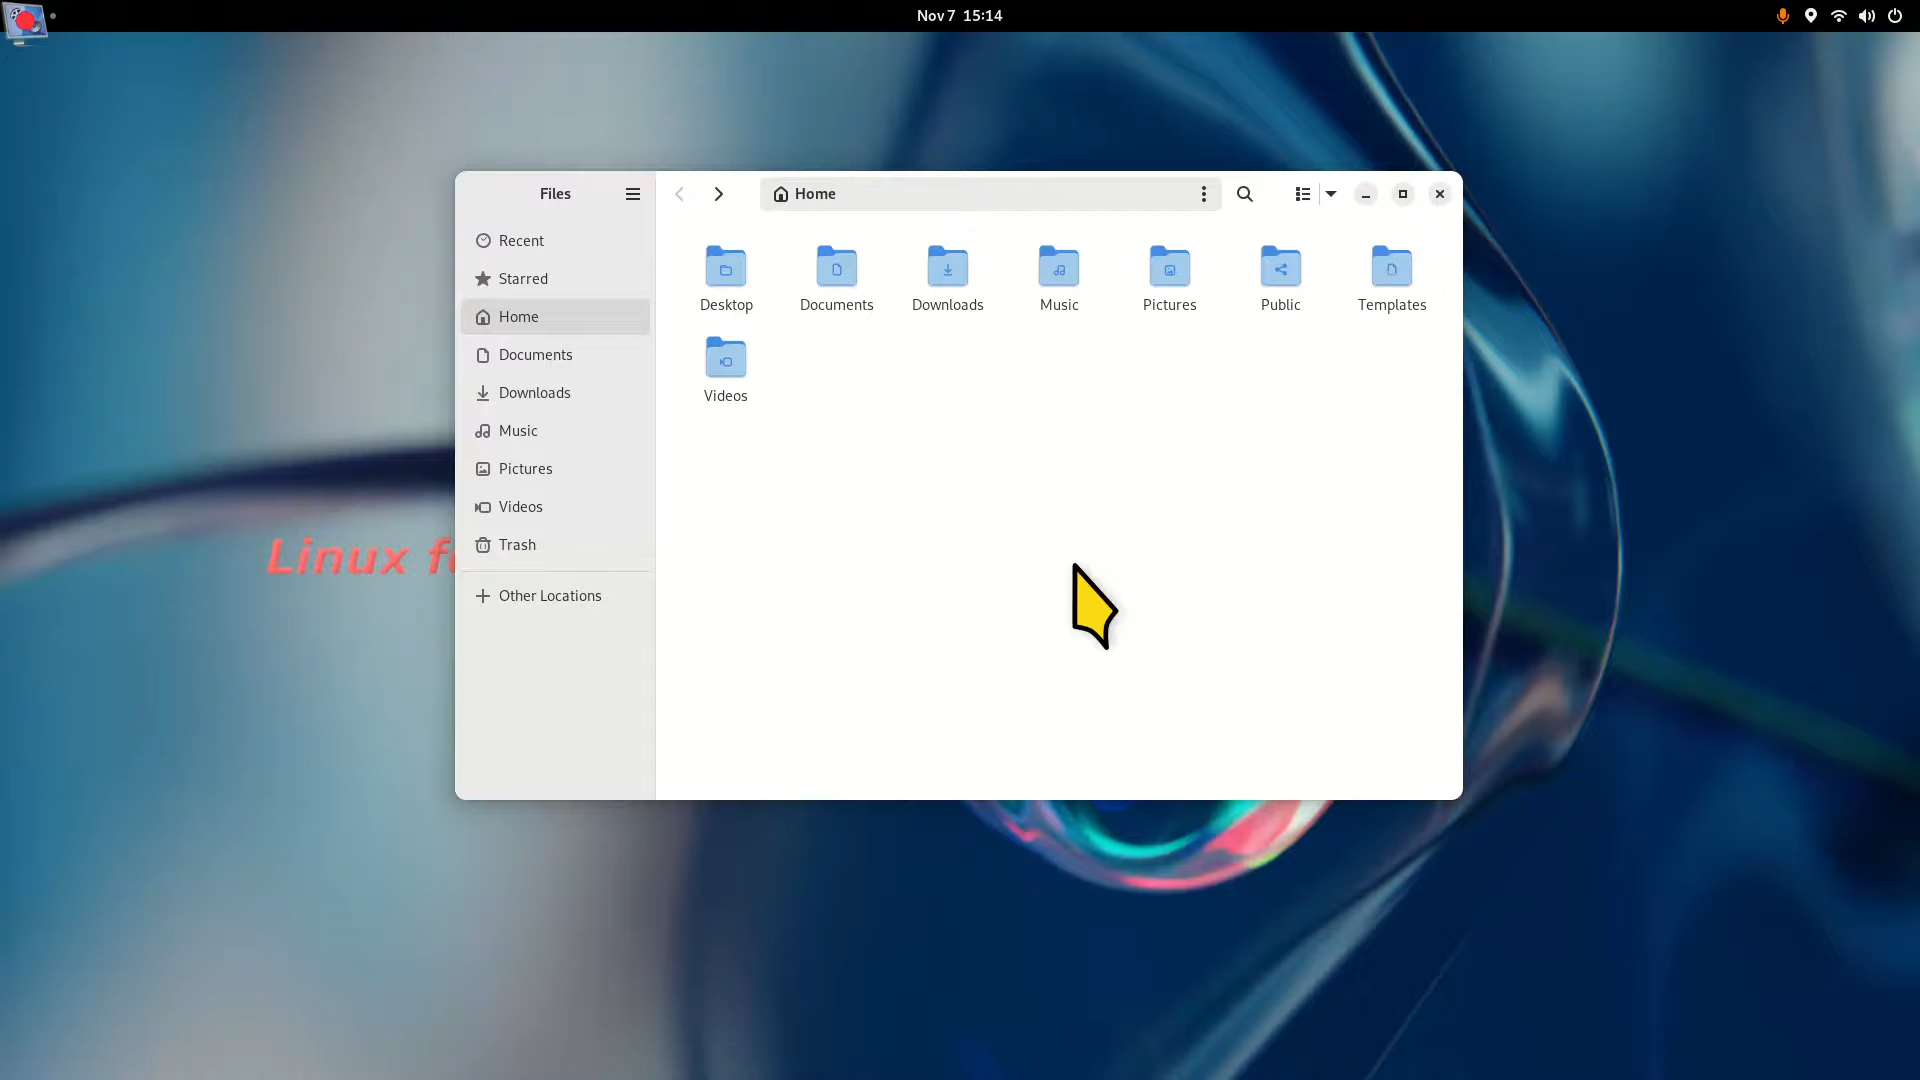 Nov 7 15:14
Files
Home
Recent
Starred
Home
Documents
Downloads
Music
Pictures
Videos
Trash
Other Locations
Desktop Documents Downloads Music Pictures Public Templates
Videos
Linux